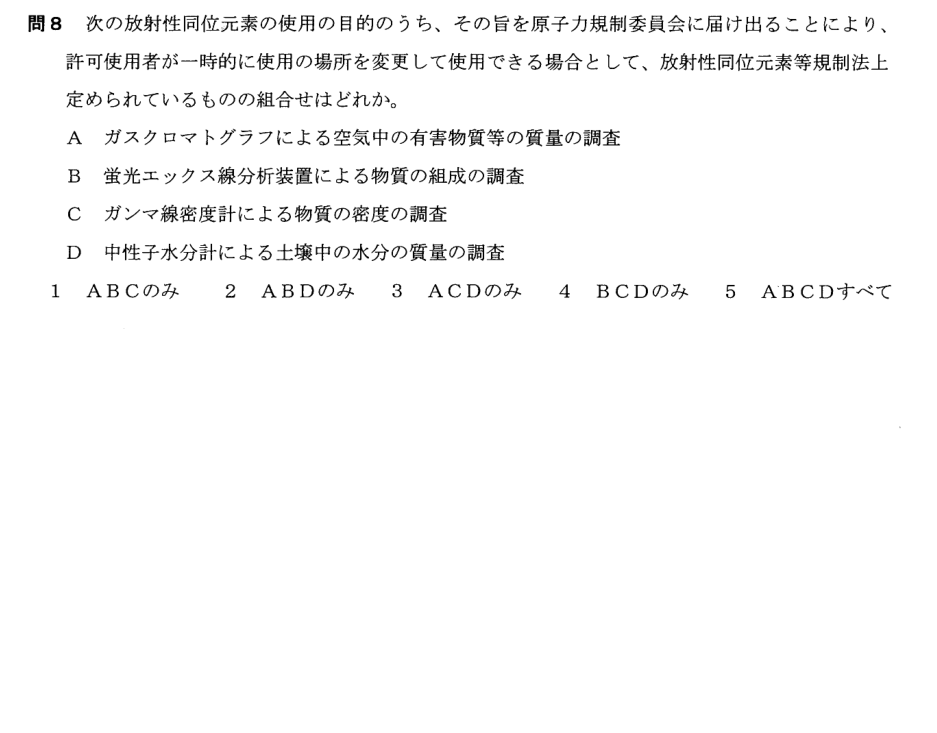 問8　次の放射性同位元素の使用の目的のうち、その旨を原子力規制委員会に届け出ることにより、
許可使用者が一時的に使用の場所を変更して使用できる場合として、放射性同位元素等規制法上
定められているものの組合せはどれか。
A　ガスクロマトグラフによる空気中の有害物質等の質量の調査
B　蛍光エックス線分析装置による物質の組成の調査
C　ガンマ線密度計による物質の密度の調査
D　中性子水分計による土壌中の水分の質量の調査
1　ABCのみ　2　ABDのみ　3　ACDのみ　4　BCDのみ　5　ABCDすべて